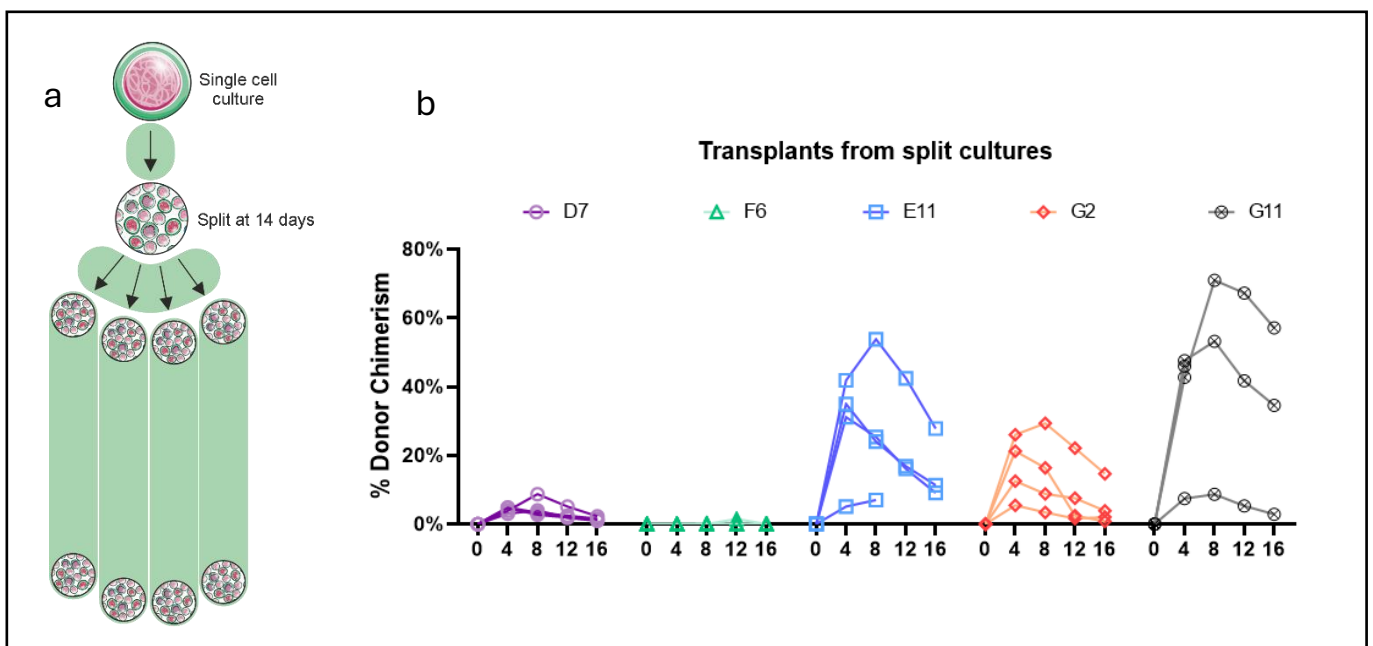 a
Single cell
culture
Split at 14 days
b
Transplants from split cultures
D7 F6 E11 G2 G11
% Donor Chimerism
80%
60%
40%
20%
0%
0 4 8 12 16 0 4 8 12 16 0 4 8 12 16 0 4 8 12 16 0 4 8 12 16